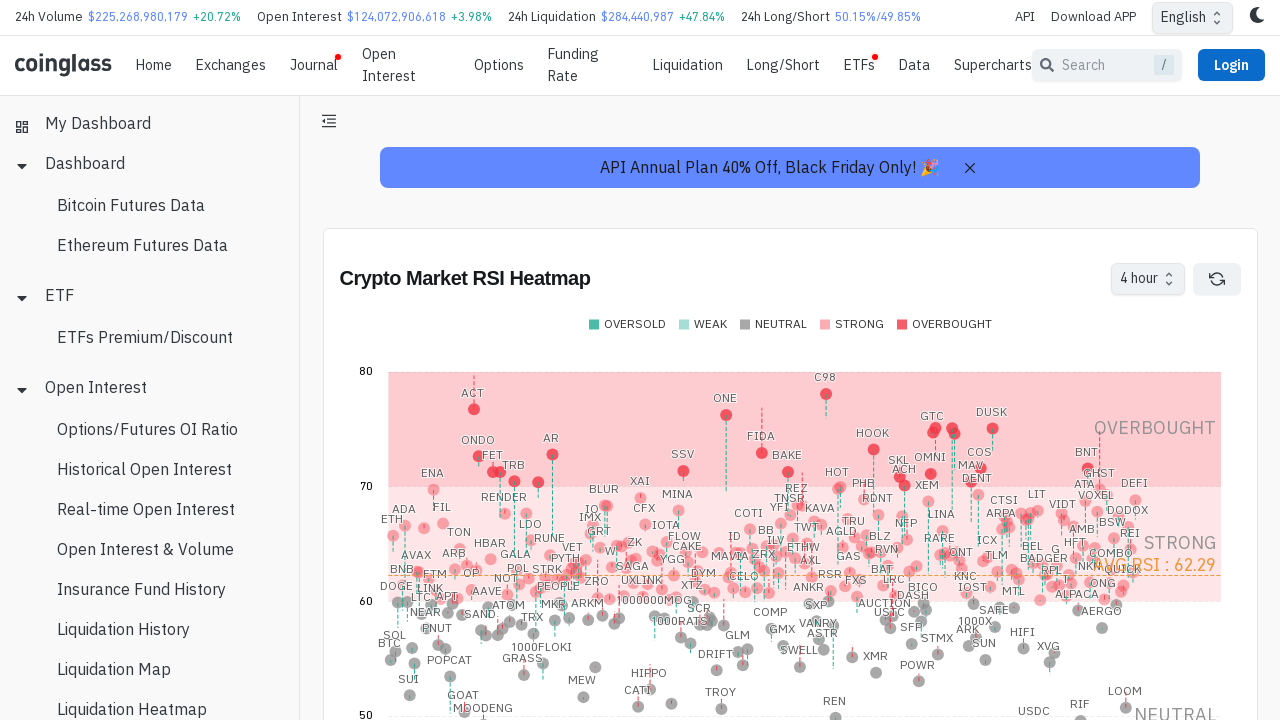 24h Volume $225,268,980,179 +20.72% Open Interest $124,072,906,618 +3.98% 24h Liquidation $284,440,987 +47.84% 24h Long/Short 50.15%/49.85% API Download APP English
coinglass Home Exchanges Journal Open Interest Options Funding Rate Liquidation Long/Short ETFs Data Supercharts Search / Login
My Dashboard
Dashboard
Bitcoin Futures Data
Ethereum Futures Data
ETF
ETFs Premium/Discount
Open Interest
Options/Futures OI Ratio
Historical Open Interest
Real-time Open Interest
Open Interest & Volume
Insurance Fund History
Liquidation History
Liquidation Map
Liquidation Heatmap
API Annual Plan 40% Off, Black Friday Only! 🎉
Crypto Market RSI Heatmap
4 hour
OVERSOLD WEAK NEUTRAL STRONG OVERBOUGHT
80
C98
ACT
ONE
GTC DUSK
OVERBOUGHT
ONDO AR FIDA HOOK
FET SSV BAKE OMNI COS BNT
TRB SKL MAV
ENA XAI HOT ACH GHST
70
RENDER BLUR MINA REZ PHB XEM DENT ATA DEFI
TNSR RDNT LIT VOXEL
ADA FIL IO CFX YFI KAVA CTSI VIDT DODOX
ETH LDO IMX IOTA COTI TRU NFP LINA ARPA BSW
TON RUNE CRT BB TWT AGLD AMB REI
HBAR ZK FLOW ID ILV BLZ RARE ICX HFT STRONG
AVAX ARB GALA VET CAKE ETHW RVN ONT BEL G COMBO
PYTH YGG MAVIA ZRX AXL GAS TLM BADGER
BNB POL STRK SAGA BAT NKN AVG RSI : 62.29
OP NOT DYM CELO RSR FXS LRC KNC RPL QUICK
DOGE LINK AAVE PEOPLE ZRO XTZ ANKR BICO IOST MTL ONG
LTC APT 1000000MOG DASH ALPACA
60
NEAR SAND ATOM MKR ARKM SCR COMP SXP AUCTION USTC SAFE AERGO
SOL PNUT TRX 1000RATS GMX VANRY SFP 1000X HIFI
BTC 1000FLOKI GLM ASTR STMX ARK SUN XVG
POPCAT GRASS DRIFT SWELL XMR POWR
SUI MEW HIPPO
GOAT CATI TROY REN LOOM
MOODENG USDC RIF
50 NEUTRAL